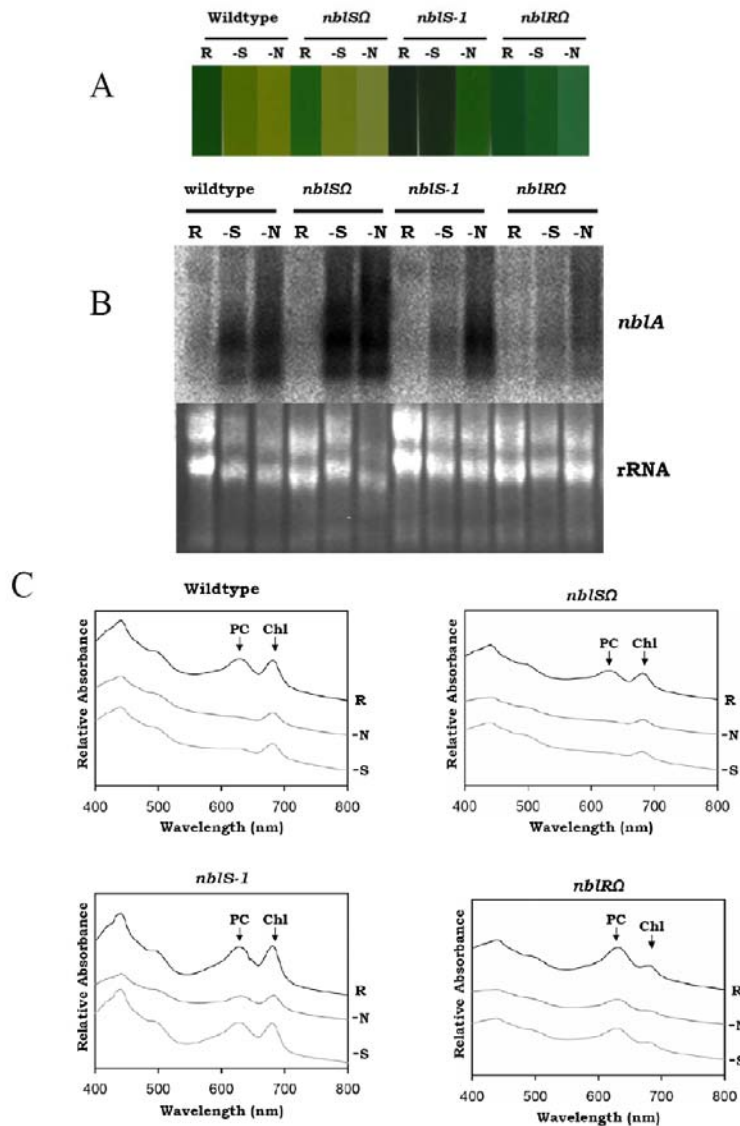 Wildtype nblSΩ nblS-1 nblRΩ
R -S -N R -S -N R -S -N R -S -N
A
wildtype nblSΩ nblS-1 nblRΩ
R -S -N R -S -N R -S -N R -S -N
B
nblA
rRNA
C
Wildtype
Relative Absorbance
PC Chl
R
-N
-S
400 500 600 700 800
Wavelength (nm)
nblSΩ
Relative Absorbance
PC Chl
R
-N
-S
400 500 600 700 800
Wavelength (nm)
nblS-1
Relative Absorbance
PC Chl
R
-N
-S
400 500 600 700 800
Wavelength (nm)
nblRΩ
Relative Absorbance
PC Chl
R
-N
-S
400 500 600 700 800
Wavelength (nm)